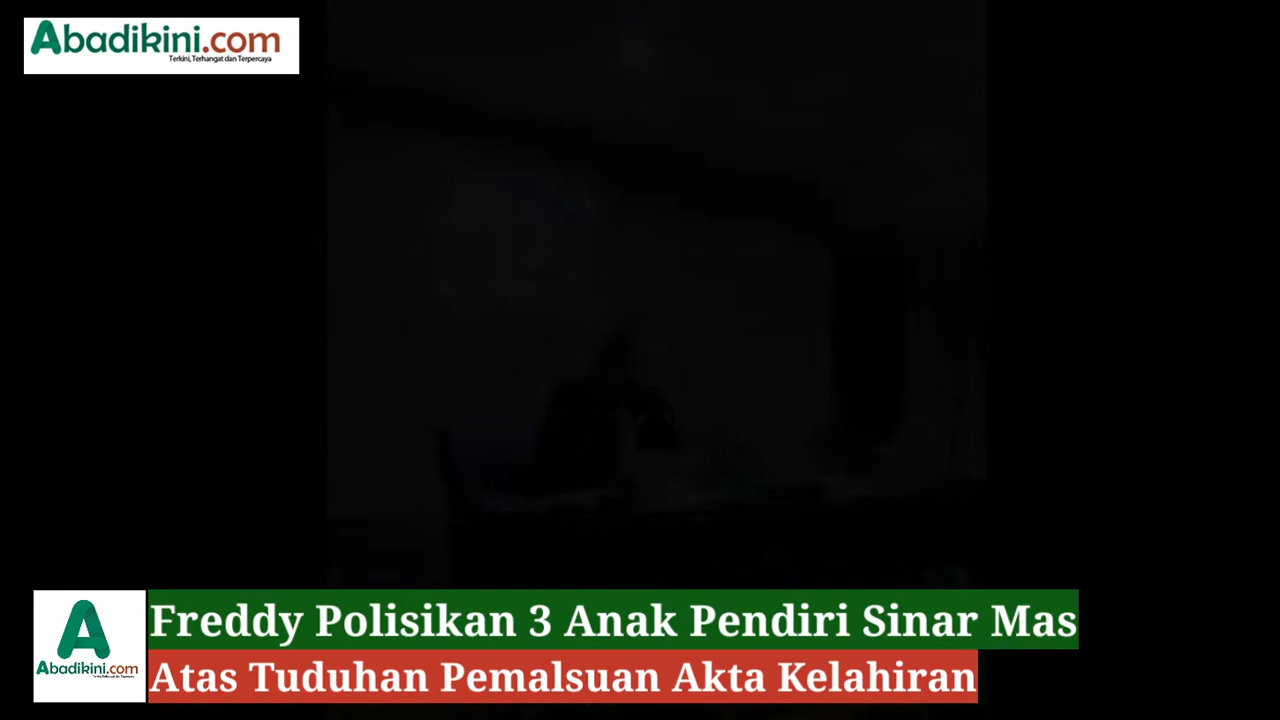 Abadikini.com
Terkini, Terhangat dan Terpercaya
Freddy Polisikan 3 Anak Pendiri Sinar Mas
Atas Tuduhan Pemalsuan Akta Kelahiran
Abadikini.com